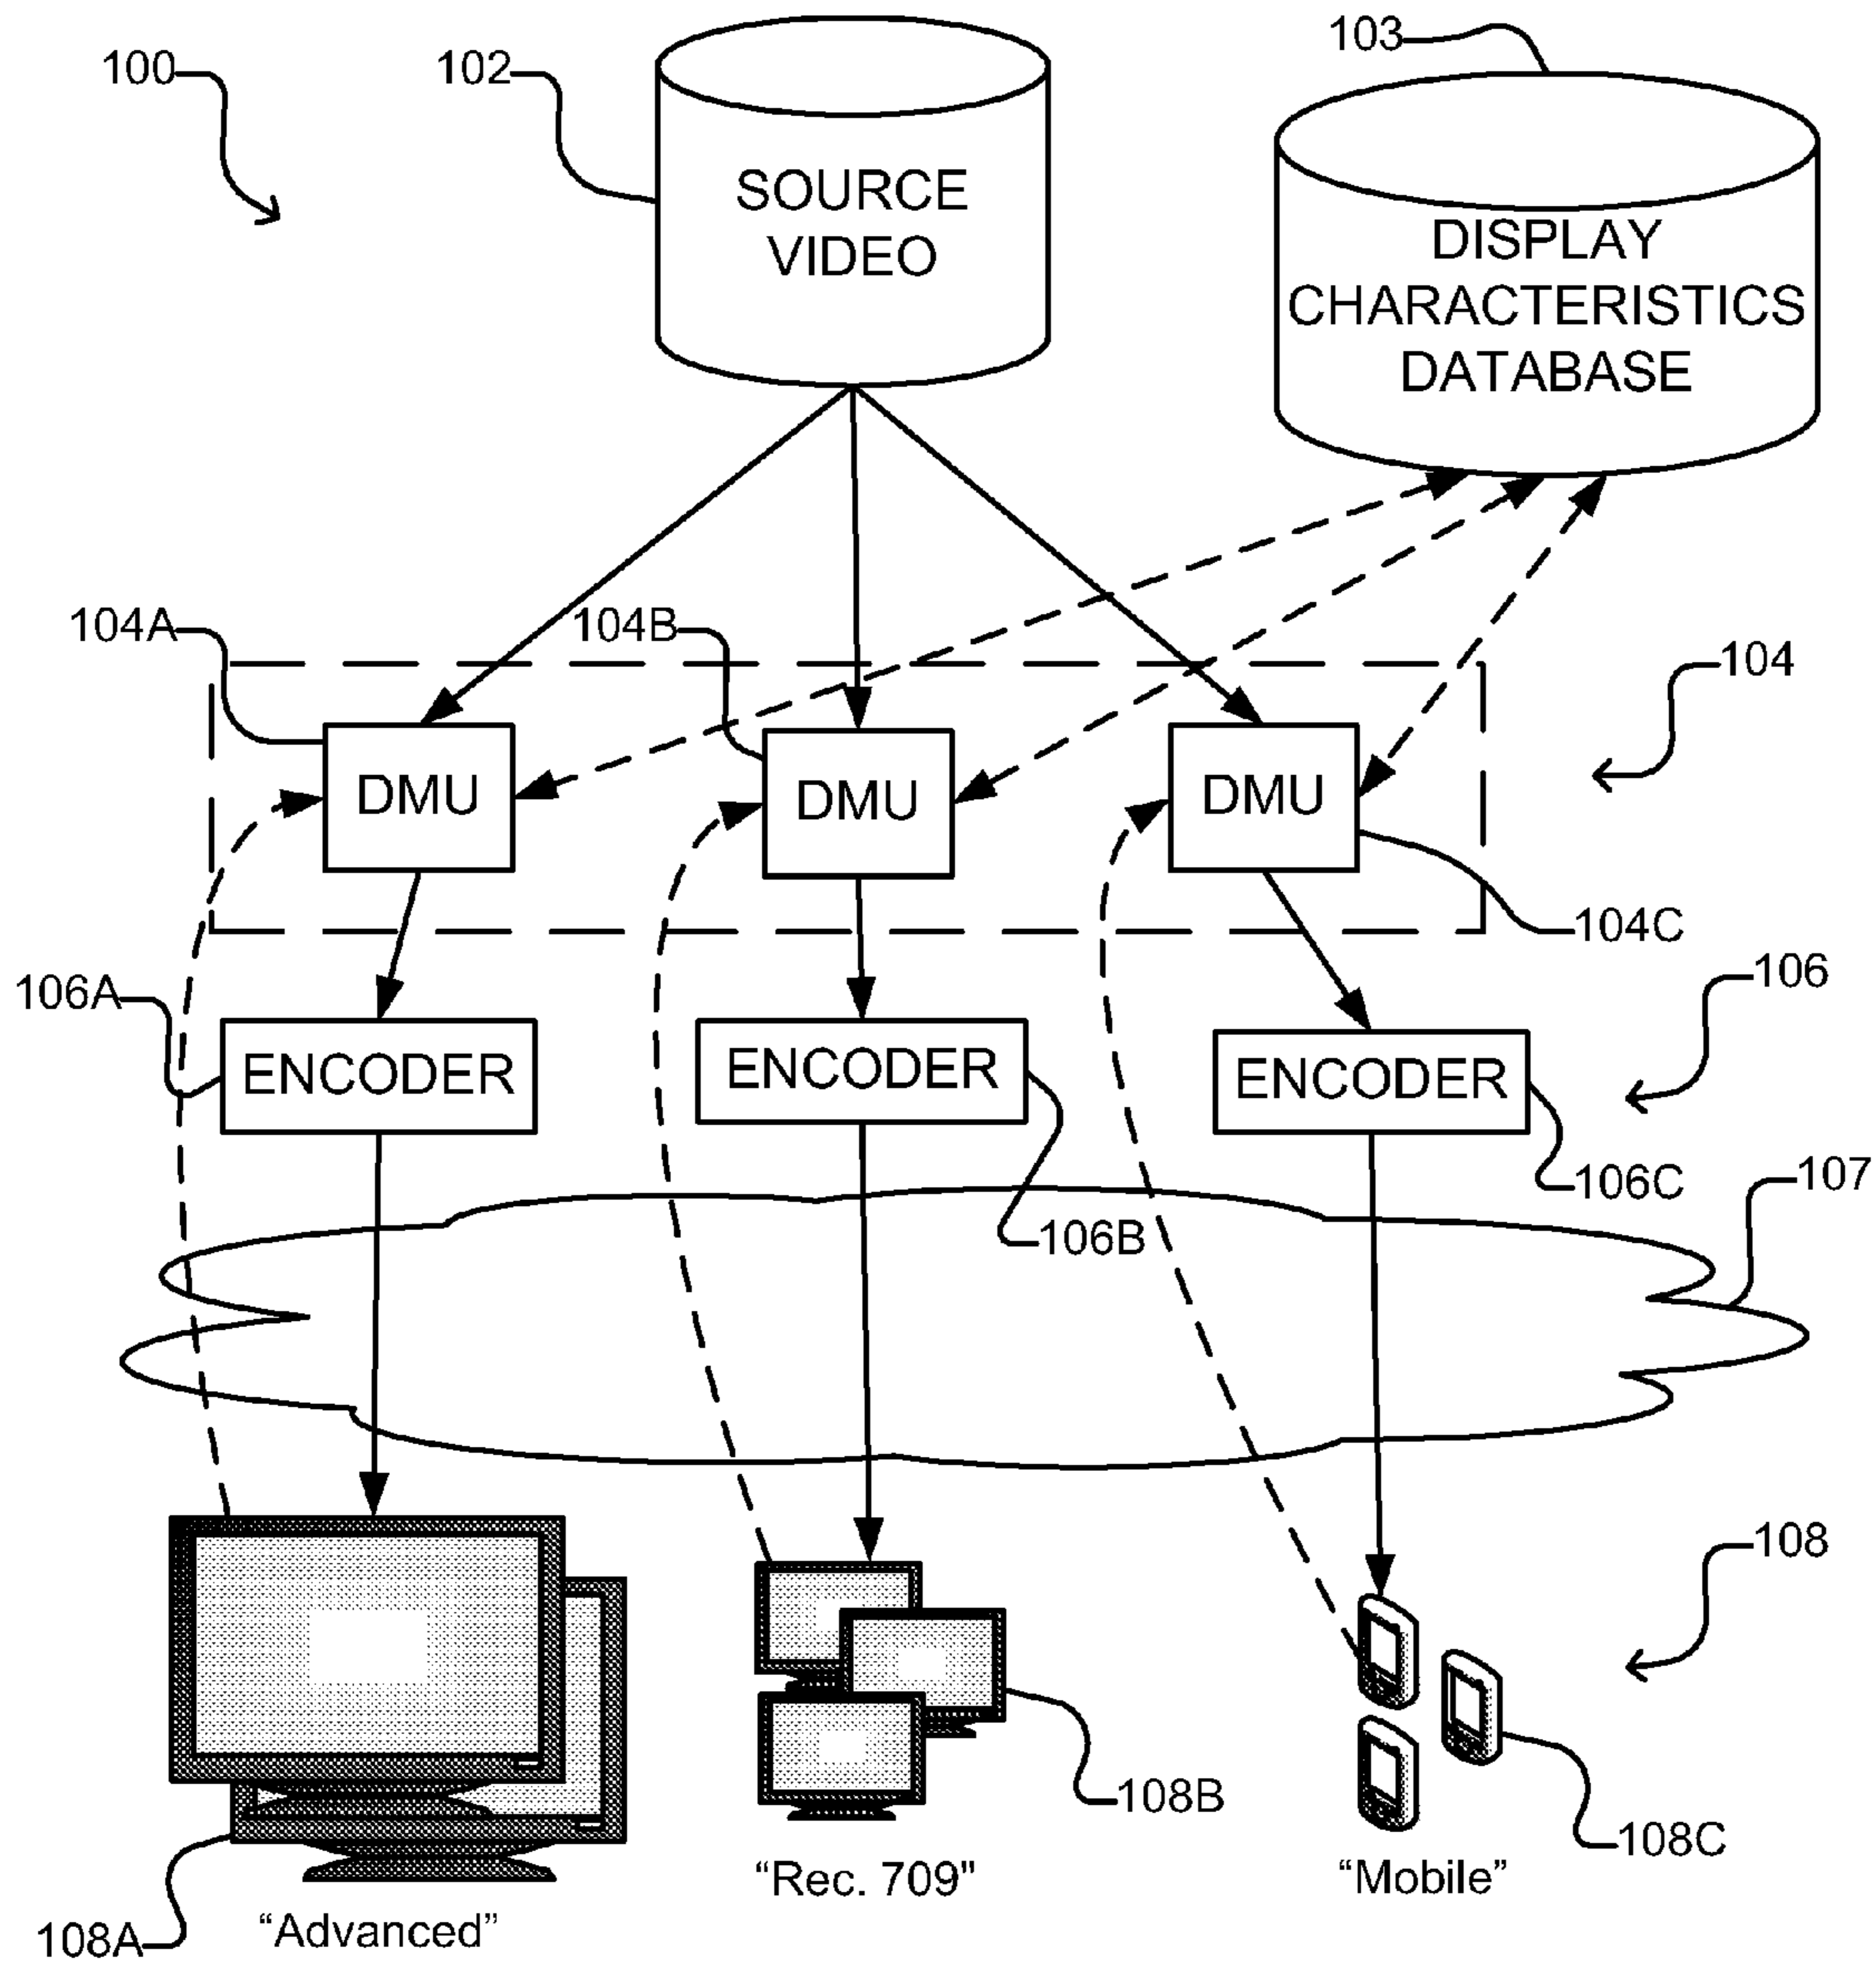 100
102
103
SOURCE
VIDEO
DISPLAY
CHARACTERISTICS
DATABASE
104A
104B
104
DMU
DMU
DMU
104C
106A
106
ENCODER
ENCODER
ENCODER
106C
107
106B
108
108B
108C
“Rec. 709"
“Mobile”
“Advanced”
108A